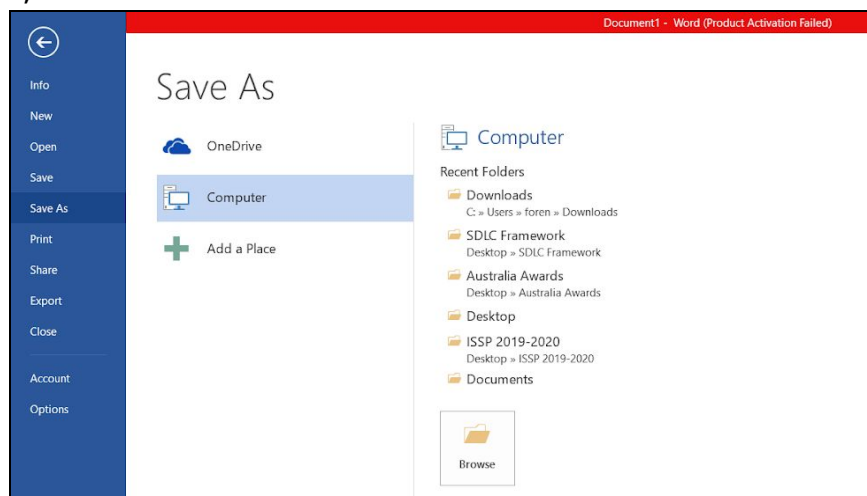 Document1 - Word (Product Activation Failed)
Info
New
Open
Save
Save As
Print
Share
Export
Close
Account
Options
Save As
OneDrive
Computer
Add a Place
Computer
Recent Folders
Downloads
C: » Users » foren » Downloads
SDLC Framework
Desktop » SDLC Framework
Australia Awards
Desktop » Australia Awards
Desktop
ISSP 2019-2020
Desktop » ISSP 2019-2020
Documents
Browse